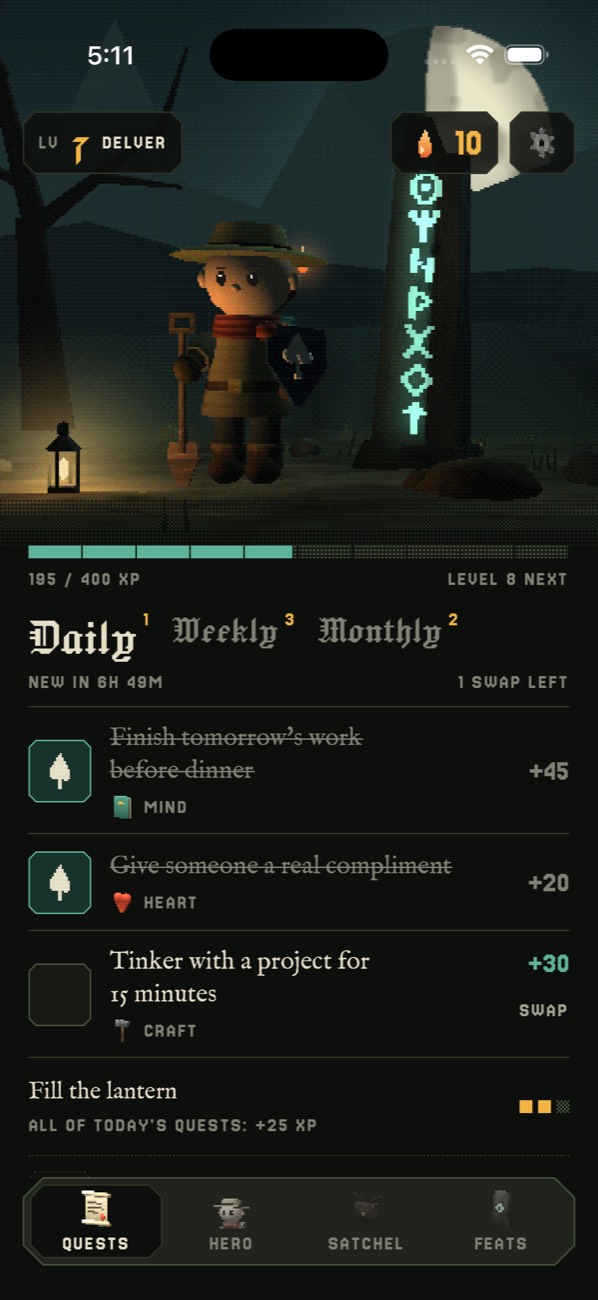 5:11
LV 7 DELVER
10
195 / 400 XP
LEVEL 8 NEXT
Daily 1 Weekly 3 Monthly 2
NEW IN 6H 49M
1 SWAP LEFT
Finish tomorrow's work
before dinner
+45
MIND
Give someone a real compliment
+20
HEART
Tinker with a project for
15 minutes
+30
SWAP
CRAFT
Fill the lantern
ALL OF TODAY'S QUESTS: +25 XP
QUESTS
HERO
SATCHEL
FEATS